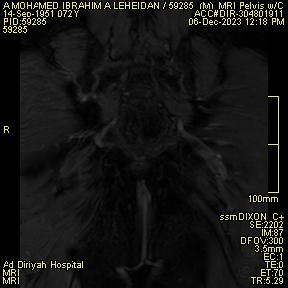 A MOHAMED IBRAHIM A LEHEIDAN / 59285 (M) MRI Pelvis w/C
14-Sep-1951 072Y ACC#DIR-304801911
PID:59285 06-Dec-2023 12:18 PM
59285
R
100mm
ssmDIXON_C+
SE:2202
IM:87
DFOV:300
3.5mm
Ad Diriyah Hospital EC:1
MRI TE:0
MRI ET:70
TR:5.29